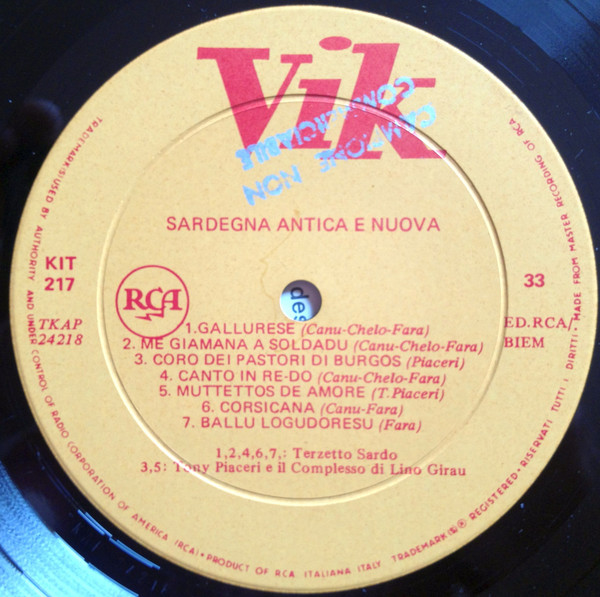 Vik
CAMPIONE NON
COMMERCIABILE
SARDEGNA ANTICA E NUOVA
KIT
217
33
RCA
TKAP
24218
ED.RCA/
BIEM
des
1.GALLURESE (Canu-Chelo-Fara)
2. ME GIAMANA A SOLDADU (Canu-Chelo-Fara)
3. CORO DEI PASTORI DI BURGOS (Piaceri)
4. CANTO IN RE-DO (Canu-Chelo-Fara)
5. MUTTETTOS DE AMORE (T.Piaceri)
6. CORSICANA (Canu-Fara)
7. BALLU LOGUDORESU (Fara)
1,2,4,6,7,: Terzetto Sardo
3,5: Tony Piaceri e il Complesso di Lino Girau
TRADEMARK(S) USED BY AUTHORITY AND UNDER CONTROL OF RADIO CORPORATION OF AMERICA (RCA) • PRODUCT OF RCA ITALIANA ITALY TRADEMARK(S) ® REGISTERED • RISERVATI TUTTI I DIRITTI • MADE FROM MASTER RECORDING OF RCA